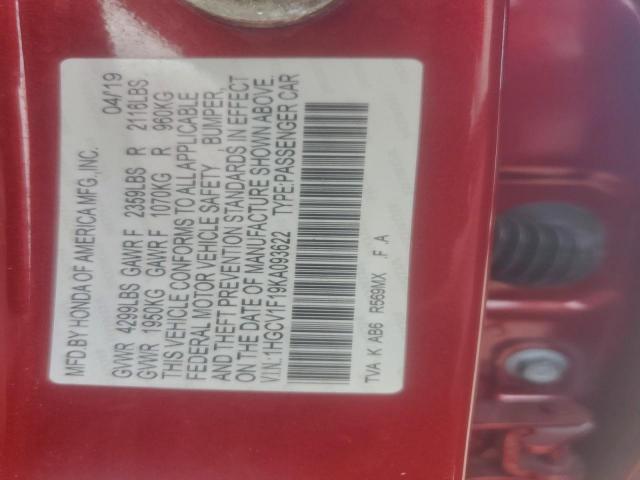 MFD.BY HONDA OF AMERICA MFG.,INC. 04/19
GVWR 4299LBS GAWR F 2359LBS R 2116LBS
GVWR 1950KG GAWR F 1070KG R 960KG
THIS VEHICLE CONFORMS TO ALL APPLICABLE
FEDERAL MOTOR VEHICLE SAFETY, BUMPER,
AND THEFT PREVENTION STANDARDS IN EFFECT
ON THE DATE OF MANUFACTURE SHOWN ABOVE.
V.I.N.:1HGCV1F19KA093622 TYPE:PASSENGER CAR
TVA K AB6 R569MX .F .A